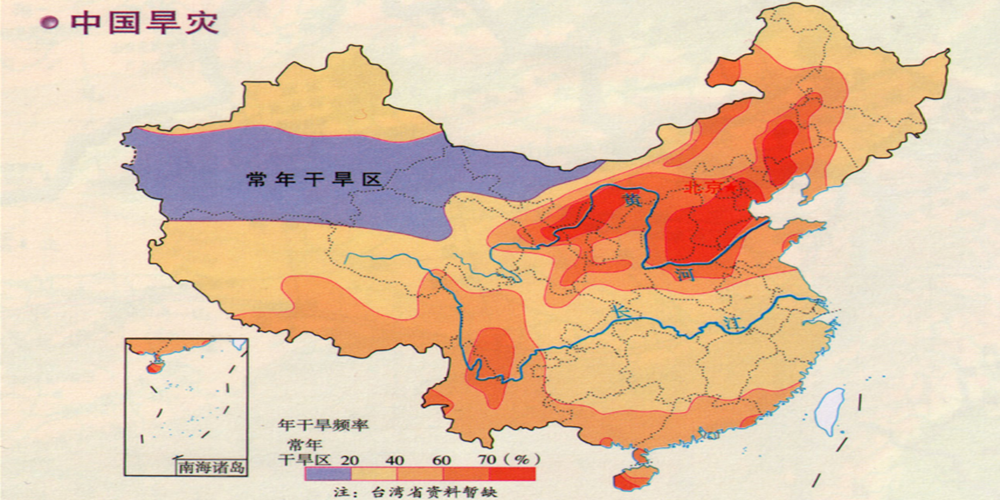 中国旱灾
常年干旱区
北京
黄
河
长
江
年干旱频率
常年
干旱区 20 40 60 70 (%)
南海诸岛
注：台湾省资料暂缺